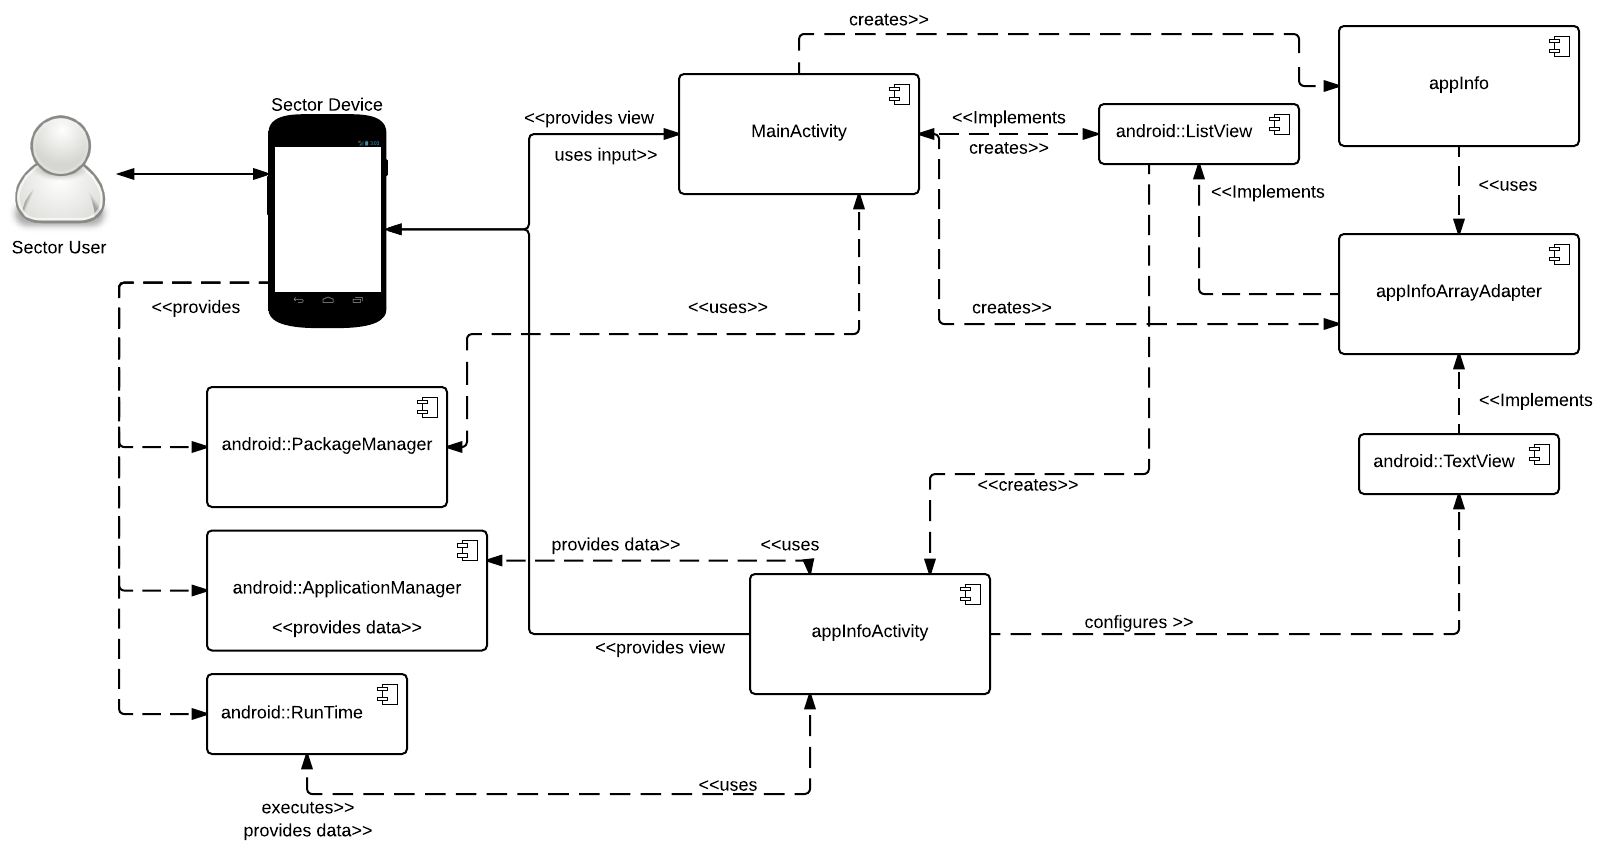 creates>>
appInfo
Sector Device
<<provides view
uses input>>
MainActivity
<<Implements
creates>>
android::ListView
<<Implements
<<uses
Sector User
<<provides
<<uses>>
creates>>
appInfoArrayAdapter
<<Implements
android::PackageManager
android::TextView
<<creates>>
provides data>>
<<uses
android::ApplicationManager
<<provides data>>
appInfoActivity
configures >>
<<provides view
android::RunTime
<<uses
executes>>
provides data>>